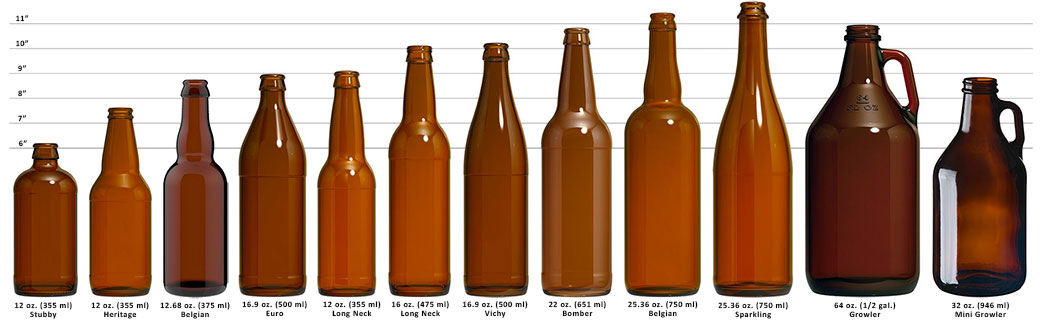 11"
10"
9"
8"
7"
6"
64
12 oz. (355 ml)
Stubby
12 oz. (355 ml)
Heritage
12.68 oz. (375 ml)
Belgian
16.9 oz. (500 ml)
Euro
12 oz. (355 ml)
Long Neck
16 oz. (475 ml)
Long Neck
16.9 oz. (500 ml)
Vichy
22 oz. (651 ml)
Bomber
25.36 oz. (750 ml)
Belgian
25.36 oz. (750 ml)
Sparkling
64 oz. (1/2 gal.)
Growler
32 oz. (946 ml)
Mini Growler